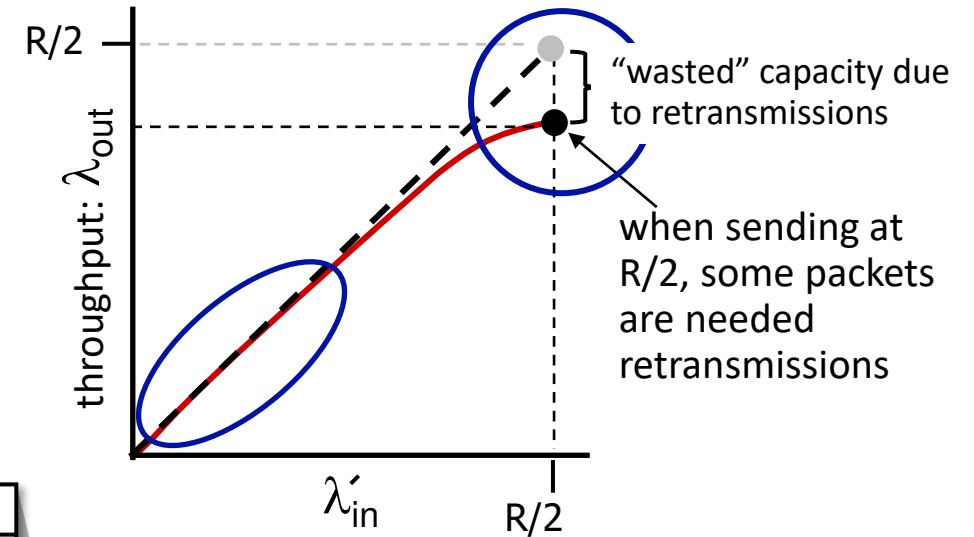 R/2
throughput: λout
“wasted” capacity due
to retransmissions
when sending at
R/2, some packets
are needed
retransmissions
λ′in
R/2